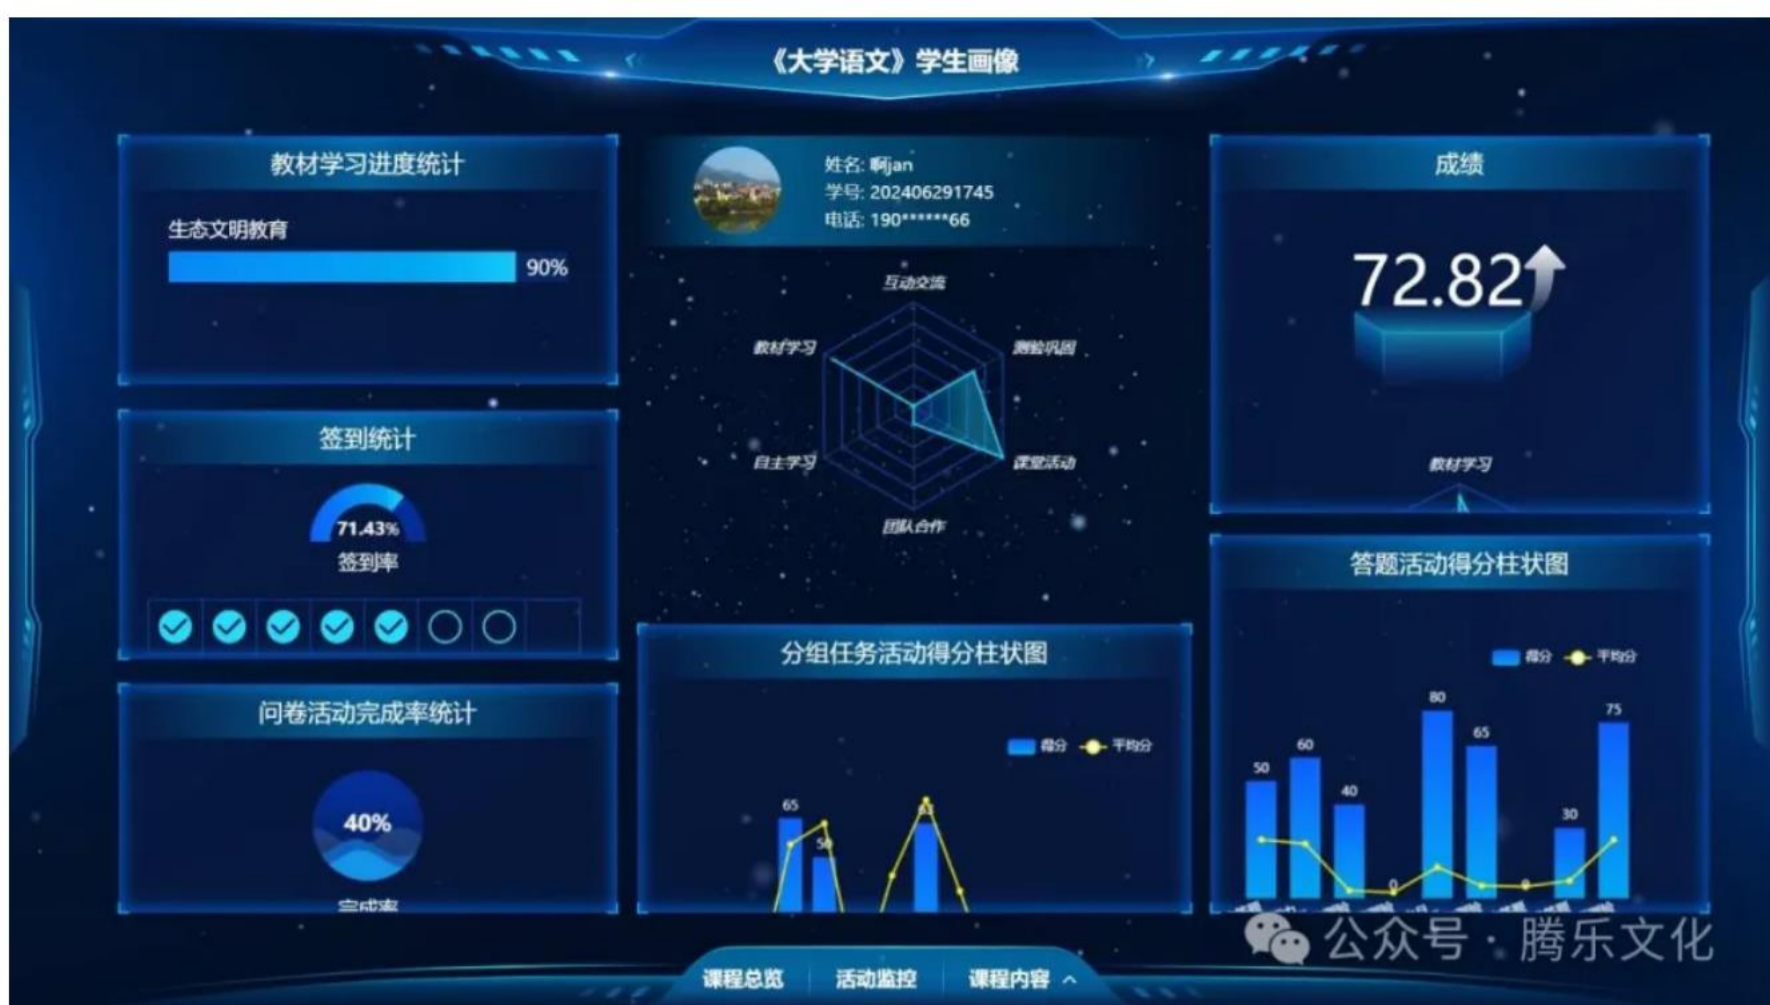 《大学语文》学生画像
教材学习进度统计
生态文明教育
90%
签到统计
71.43%
签到率
问卷活动完成率统计
40%
完成率
姓名: 啊jan
学号: 202406291745
电话: 190******66
互动交流
教材学习
测验巩固
自主学习
课堂活动
团队合作
分组任务活动得分柱状图
得分 平均分
65
50
63
成绩
72.82
教材学习
答题活动得分柱状图
得分 平均分
50
60
40
0
80
65
0
30
75
公众号 · 腾乐文化
课程总览
活动监控
课程内容